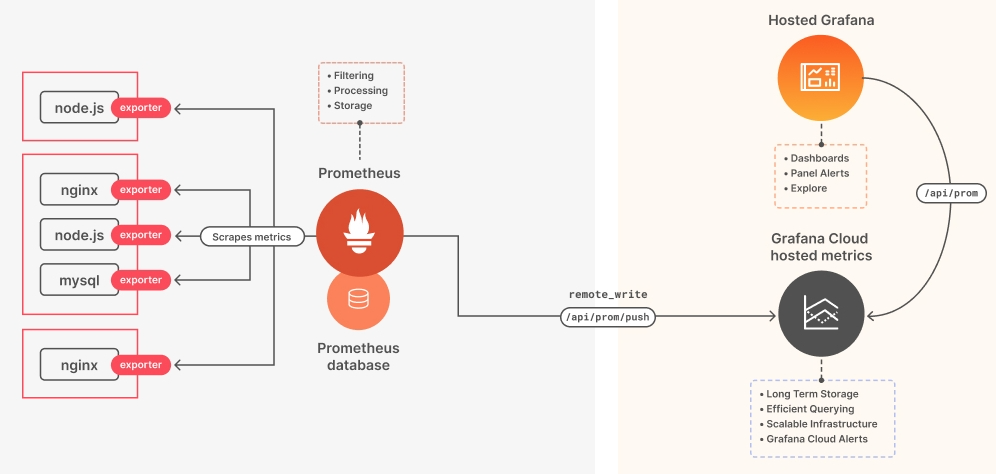 node.js
exporter
nginx
exporter
node.js
exporter
mysql
exporter
nginx
exporter
Scrapes metrics
• Filtering
• Processing
• Storage
Prometheus
Prometheus
database
remote_write
/api/prom/push
Hosted Grafana
• Dashboards
• Panel Alerts
• Explore
/api/prom
Grafana Cloud
hosted metrics
• Long Term Storage
• Efficient Querying
• Scalable Infrastructure
• Grafana Cloud Alerts